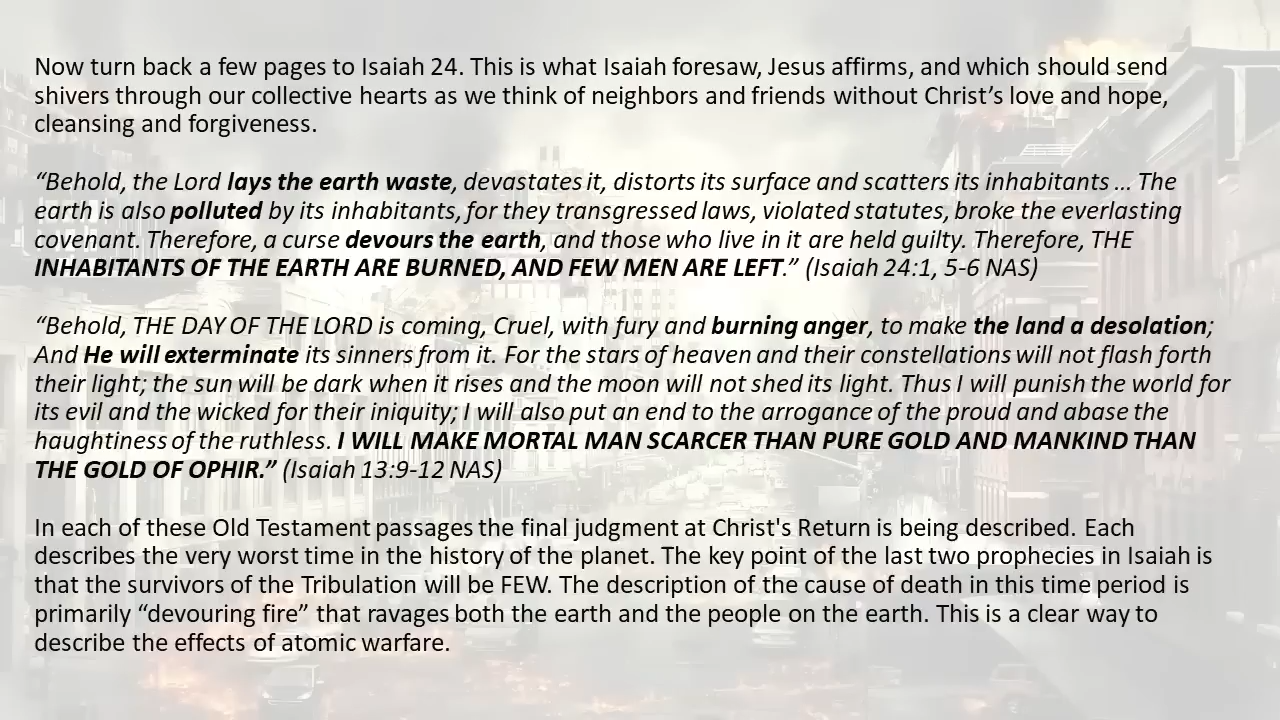 Now turn back a few pages to Isaiah 24. This is what Isaiah foresaw, Jesus affirms, and which should send
shivers through our collective hearts as we think of neighbors and friends without Christ’s love and hope,
cleansing and forgiveness.
“Behold, the Lord lays the earth waste, devastates it, distorts its surface and scatters its inhabitants … The
earth is also polluted by its inhabitants, for they transgressed laws, violated statutes, broke the everlasting
covenant. Therefore, a curse devours the earth, and those who live in it are held guilty. Therefore, THE
INHABITANTS OF THE EARTH ARE BURNED, AND FEW MEN ARE LEFT.” (Isaiah 24:1, 5-6 NAS)
“Behold, THE DAY OF THE LORD is coming, Cruel, with fury and burning anger, to make the land a desolation;
And He will exterminate its sinners from it. For the stars of heaven and their constellations will not flash forth
their light; the sun will be dark when it rises and the moon will not shed its light. Thus I will punish the world for
its evil and the wicked for their iniquity; I will also put an end to the arrogance of the proud and abase the
haughtiness of the ruthless. I WILL MAKE MORTAL MAN SCARCER THAN PURE GOLD AND MANKIND THAN
THE GOLD OF OPHIR.” (Isaiah 13:9-12 NAS)
In each of these Old Testament passages the final judgment at Christ's Return is being described. Each
describes the very worst time in the history of the planet. The key point of the last two prophecies in Isaiah is
that the survivors of the Tribulation will be FEW. The description of the cause of death in this time period is
primarily “devouring fire” that ravages both the earth and the people on the earth. This is a clear way to
describe the effects of atomic warfare.